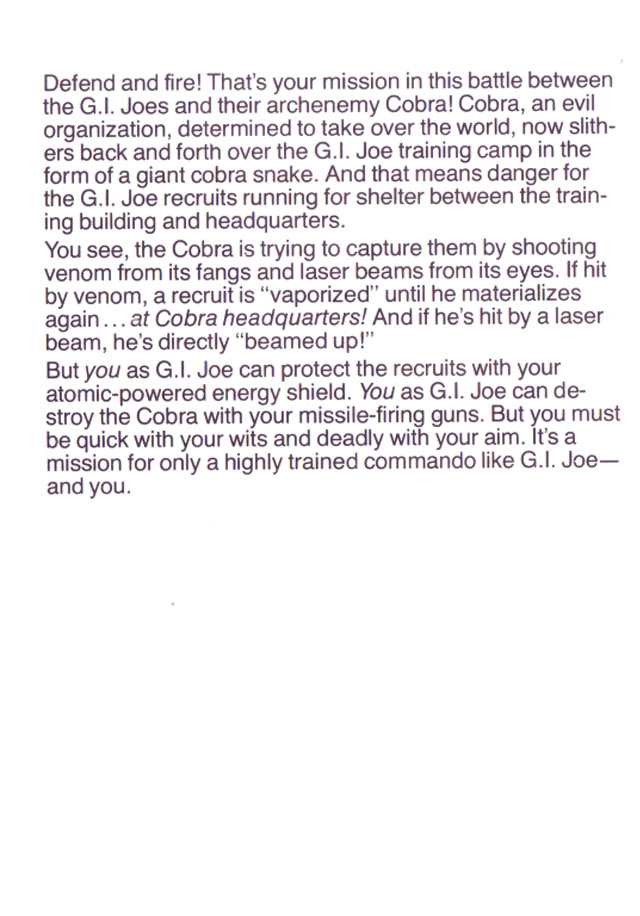 Defend and fire! That's your mission in this battle between
the G.I. Joes and their archenemy Cobra! Cobra, an evil
organization, determined to take over the world, now slith-
ers back and forth over the G.I. Joe training camp in the
form of a giant cobra snake. And that means danger for
the G.I. Joe recruits running for shelter between the train-
ing building and headquarters.
You see, the Cobra is trying to capture them by shooting
venom from its fangs and laser beams from its eyes. If hit
by venom, a recruit is “vaporized” until he materializes
again...at Cobra headquarters! And if he's hit by a laser
beam, he's directly “beamed up!”
But you as G.I. Joe can protect the recruits with your
atomic-powered energy shield. You as G.I. Joe can de-
stroy the Cobra with your missile-firing guns. But you must
be quick with your wits and deadly with your aim. It's a
mission for only a highly trained commando like G.I. Joe—
and you.